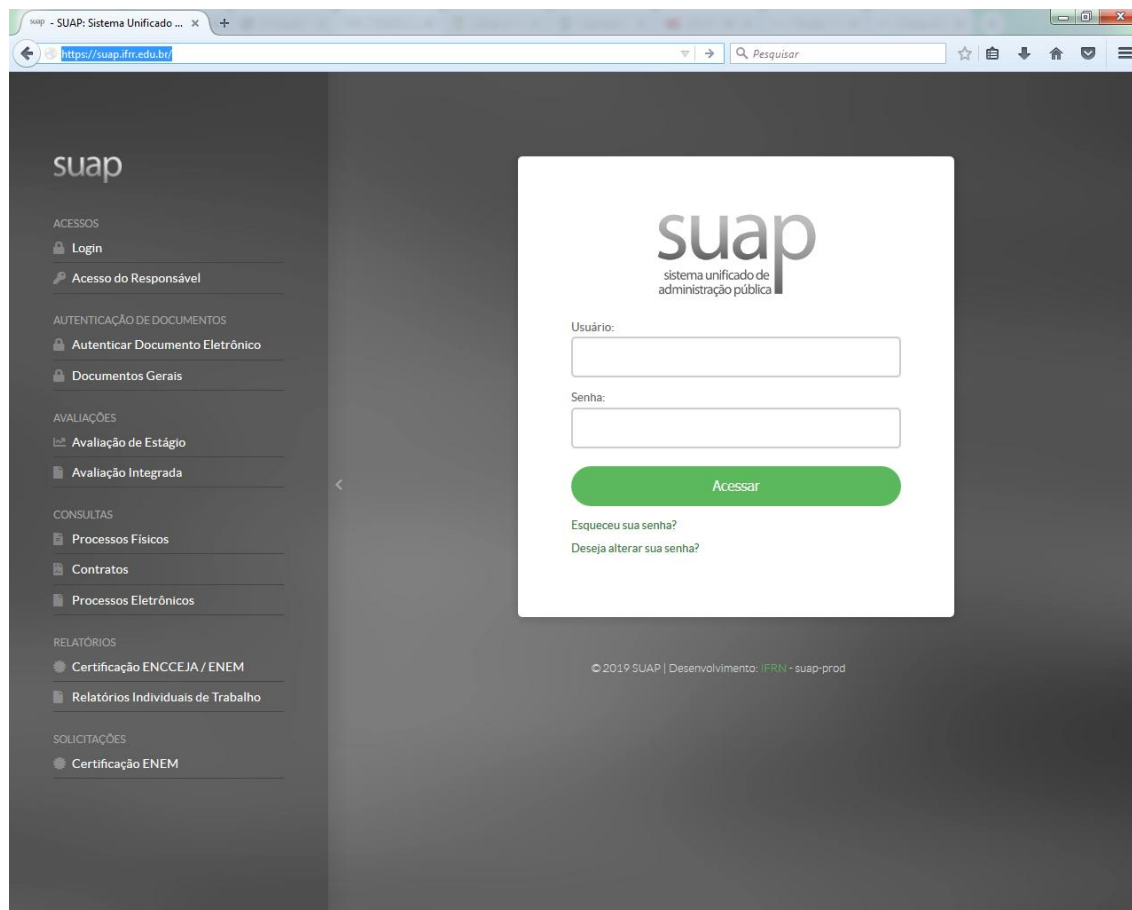 suap - SUAP: Sistema Unificado ...
https://suap.ifrr.edu.br/
Pesquisar
suap
ACESSOS
Login
Acesso do Responsável
AUTENTICAÇÃO DE DOCUMENTOS
Autenticar Documento Eletrônico
Documentos Gerais
AVALIAÇÕES
Avaliação de Estágio
Avaliação Integrada
CONSULTAS
Processos Físicos
Contratos
Processos Eletrônicos
RELATÓRIOS
Certificação ENCCEJA / ENEM
Relatórios Individuais de Trabalho
SOLICITAÇÕES
Certificação ENEM
suap
sistema unificado de
administração pública
Usuário:
Senha:
Acessar
Esqueceu sua senha?
Deseja alterar sua senha?
© 2019 SUAP | Desenvolvimento: IFRN - suap-prod